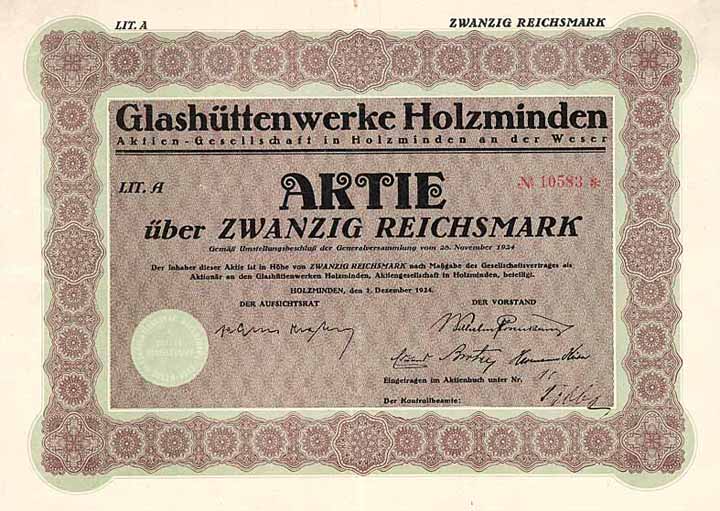 LIT. A ZWANZIG REICHSMARK
Glashüttenwerke Holzminden
Aktien-Gesellschaft in Holzminden an der Weser
LIT. A
№ 10583 *
AKTIE
über ZWANZIG REICHSMARK
Gemäß Umstellungsbeschluß der Generalversammlung vom 28. November 1924
Der Inhaber dieser Aktie ist in Höhe von ZWANZIG REICHSMARK nach Maßgabe des Gesellschaftsvertrages als
Aktionär an den Glashüttenwerken Holzminden, Aktiengesellschaft in Holzminden, beteiligt.
HOLZMINDEN, den 1. Dezember 1924.
DER AUFSICHTSRAT DER VORSTAND
Wilhelm
Eingetragen im Aktienbuch unter Nr.
Der Kontrollbeamte: